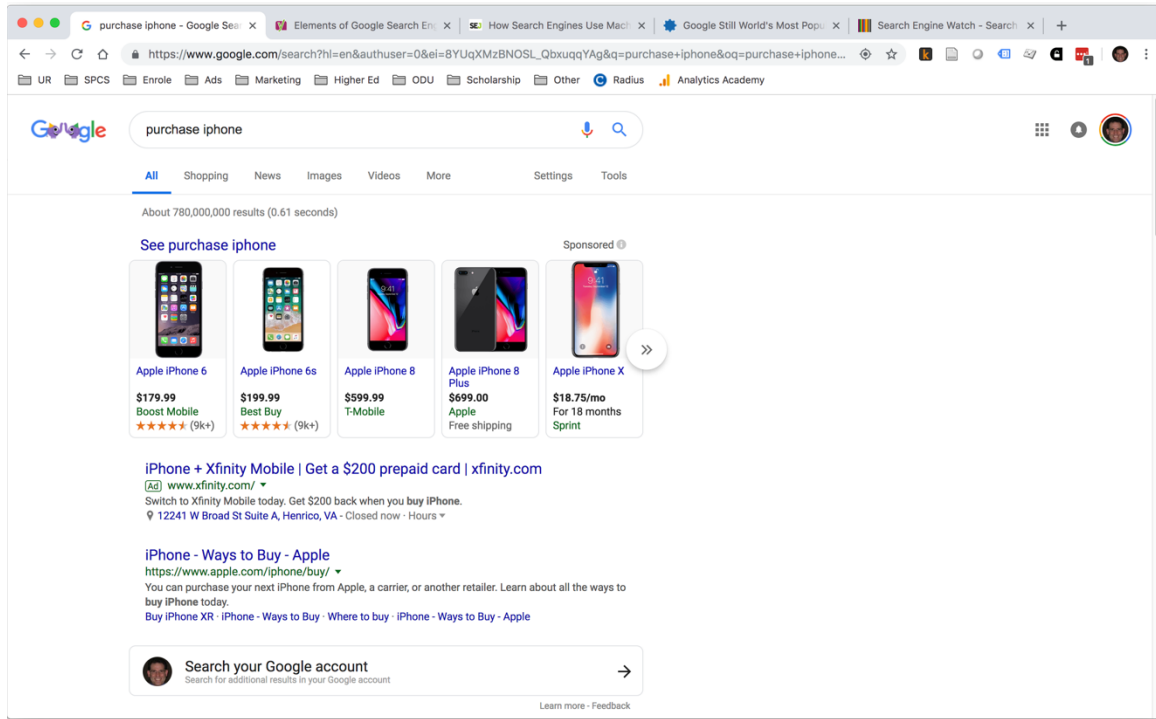 purchase iphone - Google Sea
Elements of Google Search Eng
SEJ How Search Engines Use Mach
Google Still World's Most Popu
Search Engine Watch - Search
https://www.google.com/search?hl=en&authuser=0&ei=8YUqXMzBNOSL_QbxuqqYAg&q=purchase+iphone&oq=purchase+iphone...
UR SPCS Enrole Ads Marketing Higher Ed ODU Scholarship Other Radius Analytics Academy
Google
purchase iphone
All Shopping News Images Videos More Settings Tools
About 780,000,000 results (0.61 seconds)
See purchase iphone
Sponsored
Apple iPhone 6
$179.99
Boost Mobile
(9k+)
Apple iPhone 6s
$199.99
Best Buy
(9k+)
9:41
Apple iPhone 8
$599.99
T-Mobile
Apple iPhone 8
Plus
$699.00
Apple
Free shipping
9:41
Apple iPhone X
$18.75/mo
For 18 months
Sprint
iPhone + Xfinity Mobile | Get a $200 prepaid card | xfinity.com
Ad www.xfinity.com/
Switch to Xfinity Mobile today. Get $200 back when you buy iPhone.
12241 W Broad St Suite A, Henrico, VA - Closed now · Hours
iPhone - Ways to Buy - Apple
https://www.apple.com/iphone/buy/
You can purchase your next iPhone from Apple, a carrier, or another retailer. Learn about all the ways to
buy iPhone today.
Buy iPhone XR · iPhone - Ways to Buy · Where to buy · iPhone - Ways to Buy - Apple
Search your Google account
Search for additional results in your Google account
Learn more - Feedback